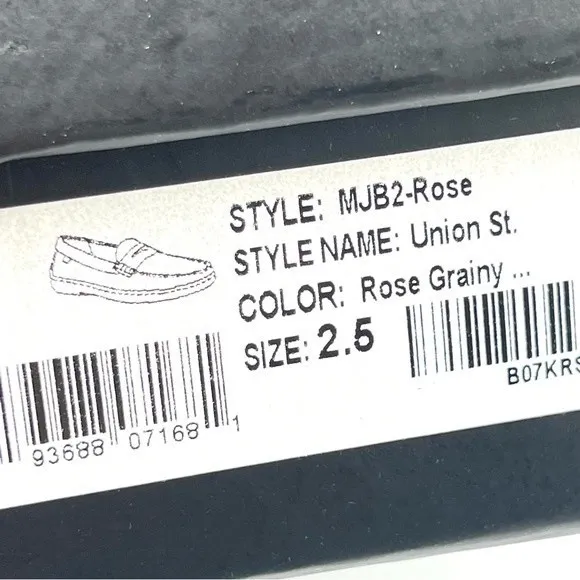 STYLE: MJB2-Rose
STYLE NAME: Union St.
COLOR: Rose Grainy ...
SIZE: 2.5
93688 07168 1
B07KRS